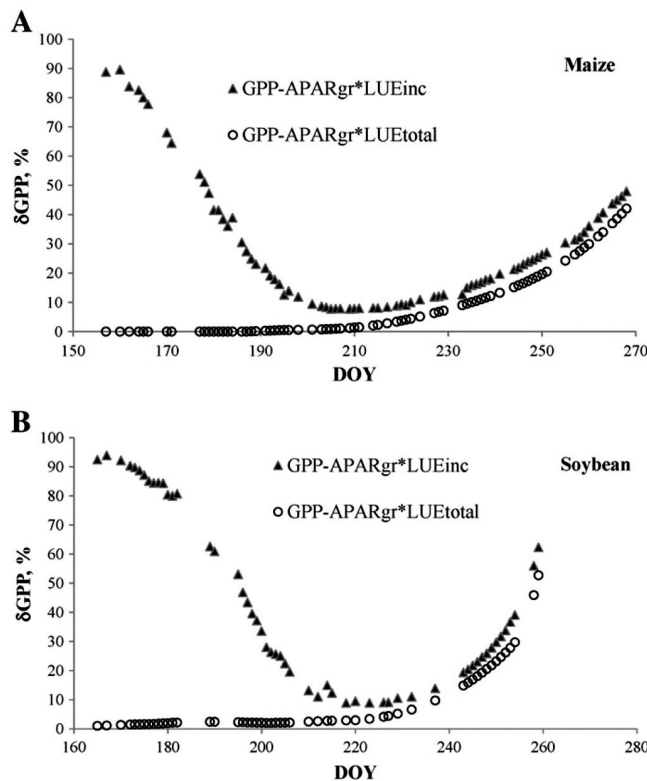 A
100
90
80
70
60
50
40
30
20
10
0
δGPP, %
▲ GPP-APARgr*LUEinc
○ GPP-APARgr*LUEtotal
Maize
150 170 190 210 230 250 270
DOY
B
100
90
80
70
60
50
40
30
20
10
0
δGPP, %
▲ GPP-APARgr*LUEinc
○ GPP-APARgr*LUEtotal
Soybean
160 180 200 220 240 260 280
DOY